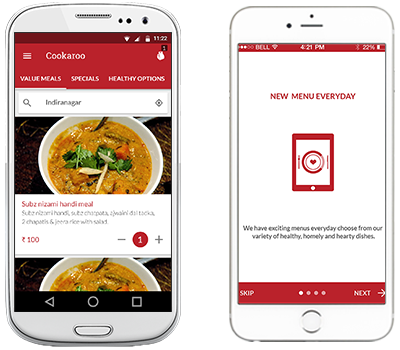 11:22
Cookaroo
1
VALUE MEALS SPECIALS HEALTHY OPTIONS
Indiranagar
Subz nizami handi meal
Subz nizami handi, subz chatpata, ajwaini dal tadka,
2 chapatis & jeera rice with salad.
₹ 100
1
BELL 4:21 PM 22%
NEW MENU EVERYDAY
We have exciting menus everyday choose from our
variety of healthy, homely and hearty dishes.
SKIP NEXT